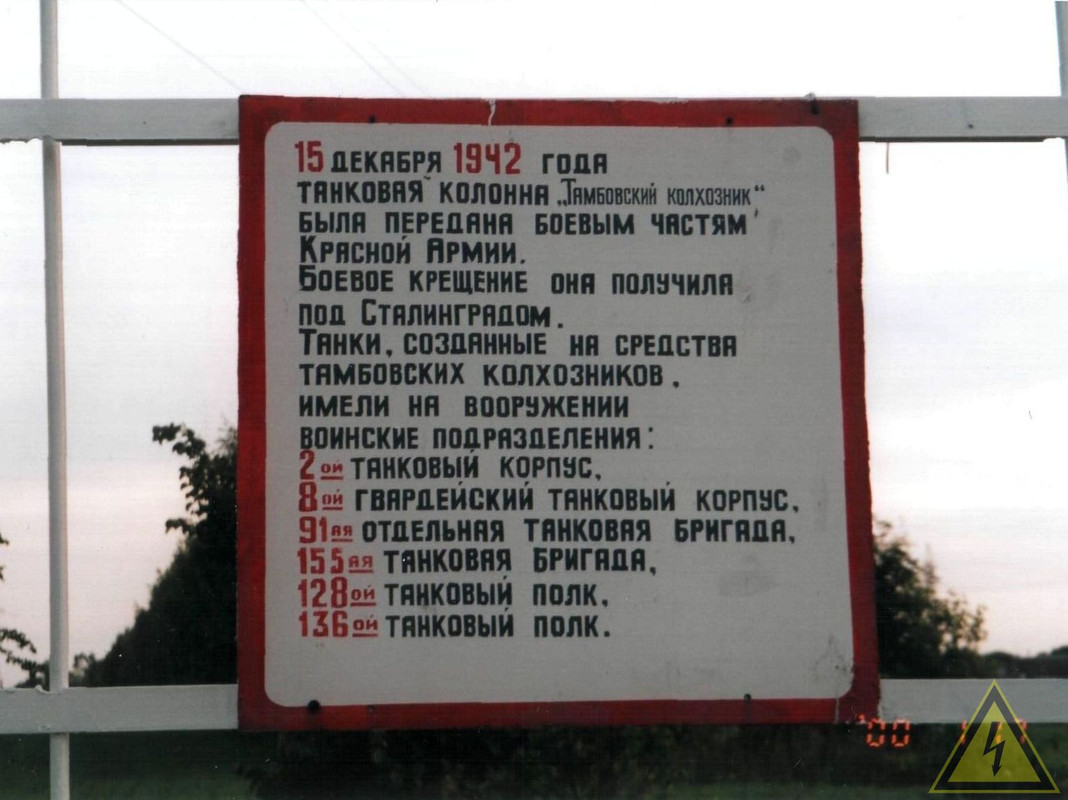 15 ДЕКАБРЯ 1942 ГОДА
ТАНКОВАЯ КОЛОННА „ТАМБОВСКИЙ КОЛХОЗНИК“
БЫЛА ПЕРЕДАНА БОЕВЫМ ЧАСТЯМ
КРАСНОЙ АРМИИ.
БОЕВОЕ КРЕЩЕНИЕ ОНА ПОЛУЧИЛА
ПОД СТАЛИНГРАДОМ.
ТАНКИ, СОЗДАННЫЕ НА СРЕДСТВА
ТАМБОВСКИХ КОЛХОЗНИКОВ,
ИМЕЛИ НА ВООРУЖЕНИИ
ВОИНСКИЕ ПОДРАЗДЕЛЕНИЯ:
2ОЙ ТАНКОВЫЙ КОРПУС,
8ОЙ ГВАРДЕЙСКИЙ ТАНКОВЫЙ КОРПУС,
91АЯ ОТДЕЛЬНАЯ ТАНКОВАЯ БРИГАДА,
155АЯ ТАНКОВАЯ БРИГАДА,
128ОЙ ТАНКОВЫЙ ПОЛК,
136ОЙ ТАНКОВЫЙ ПОЛК.
'00